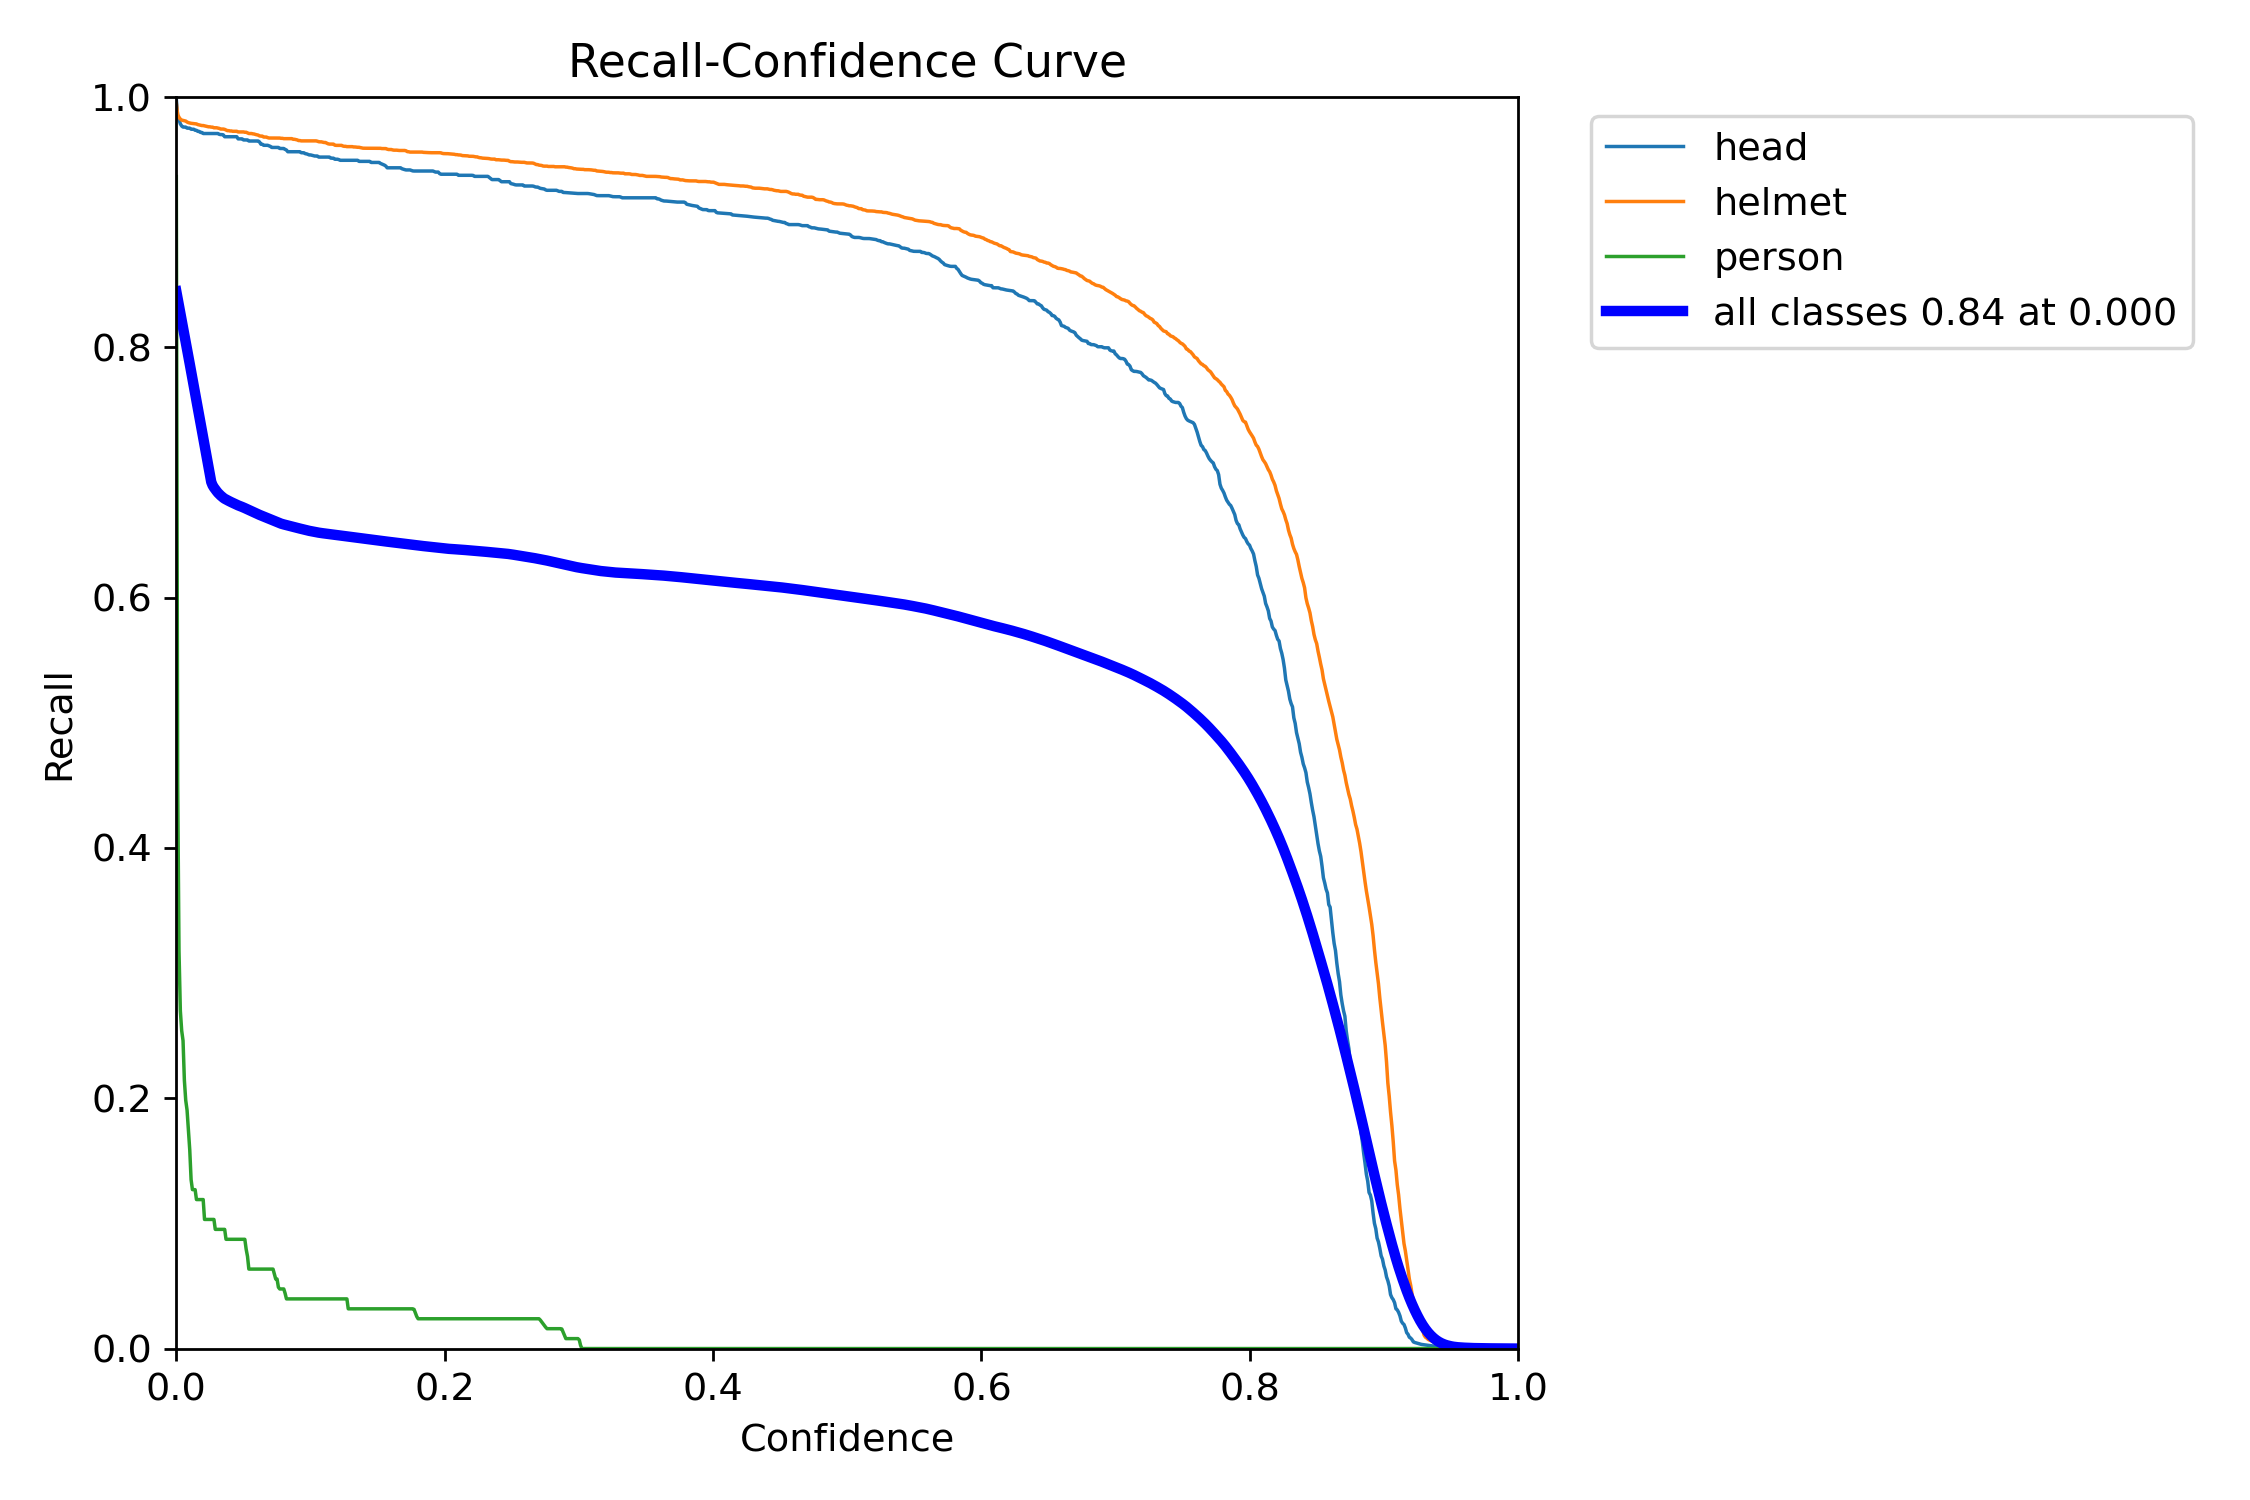 Recall-Confidence Curve
1.0
0.8
0.6
0.4
0.2
0.0
Recall
0.0 0.2 0.4 0.6 0.8 1.0
Confidence
head
helmet
person
all classes 0.84 at 0.000